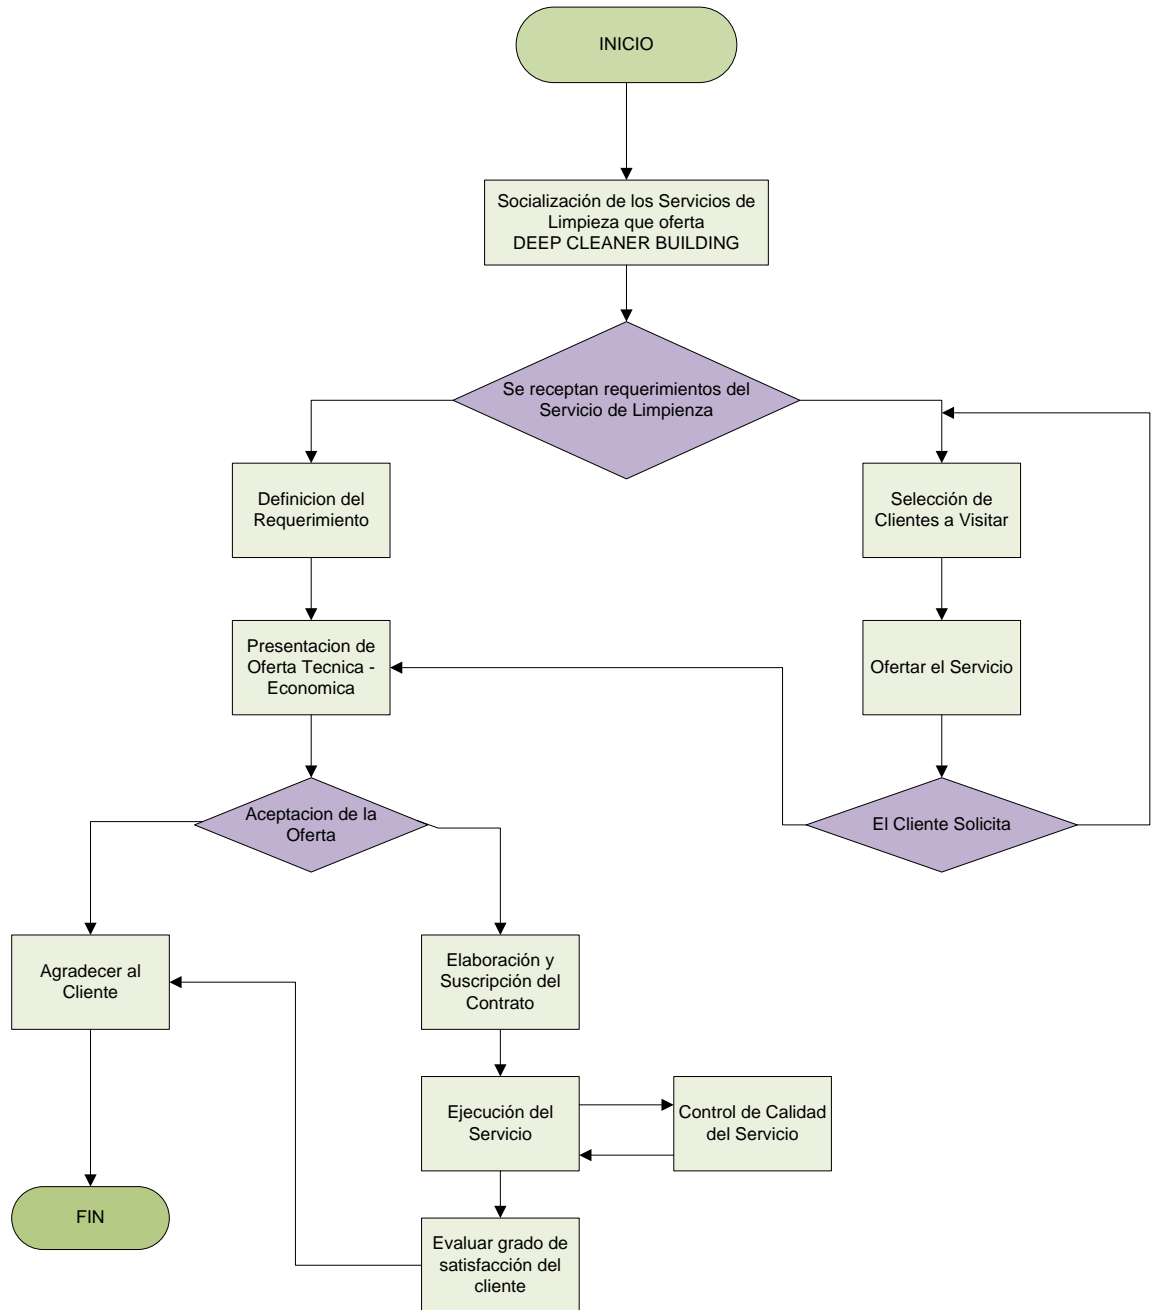 INICIO
Socialización de los Servicios de
Limpieza que oferta
DEEP CLEANER BUILDING
Se receptan requerimientos del
Servicio de Limpienza
Definicion del
Requerimiento
Selección de
Clientes a Visitar
Presentacion de
Oferta Tecnica -
Economica
Ofertar el Servicio
Aceptacion de la
Oferta
El Cliente Solicita
Agradecer al
Cliente
Elaboración y
Suscripción del
Contrato
Ejecución del
Servicio
Control de Calidad
del Servicio
FIN
Evaluar grado de
satisfacción del
cliente